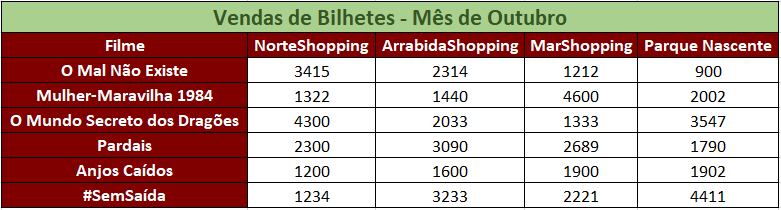 Vendas de Bilhetes - Mês de Outubro
Filme NorteShopping ArrabidaShopping MarShopping Parque Nascente
O Mal Não Existe 3415 2314 1212 900
Mulher-Maravilha 1984 1322 1440 4600 2002
O Mundo Secreto dos Dragões 4300 2033 1333 3547
Pardais 2300 3090 2689 1790
Anjos Caídos 1200 1600 1900 1902
#SemSaída 1234 3233 2221 4411